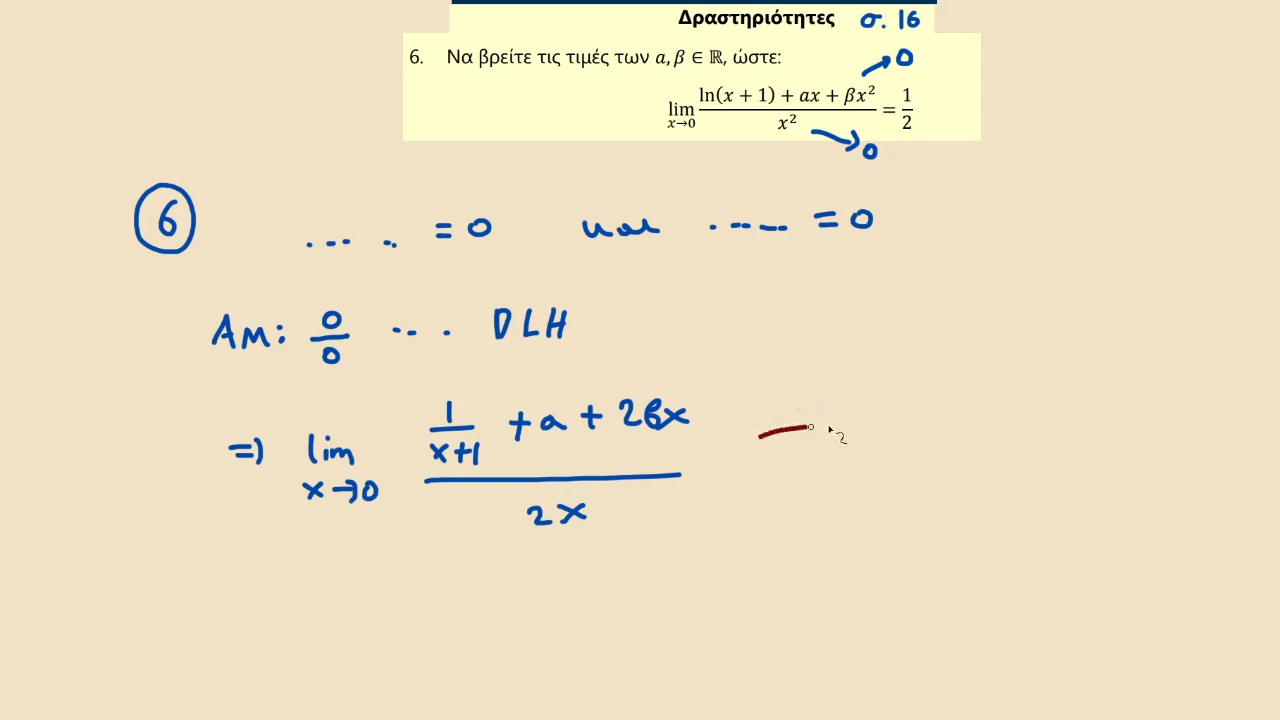 Δραστηριότητες σ. 16
6. Να βρείτε τις τιμές των α, β ∈ ℝ, ώστε:
lim x→0 (ln(x + 1) + αx + βx²) / x² = 1/2
→ 0
→ 0
6 .... = 0 και ..... = 0
ΑΜ: 0/0 ... DLH
=> lim x→0 (1/(x+1) + α + 2βx) / 2x